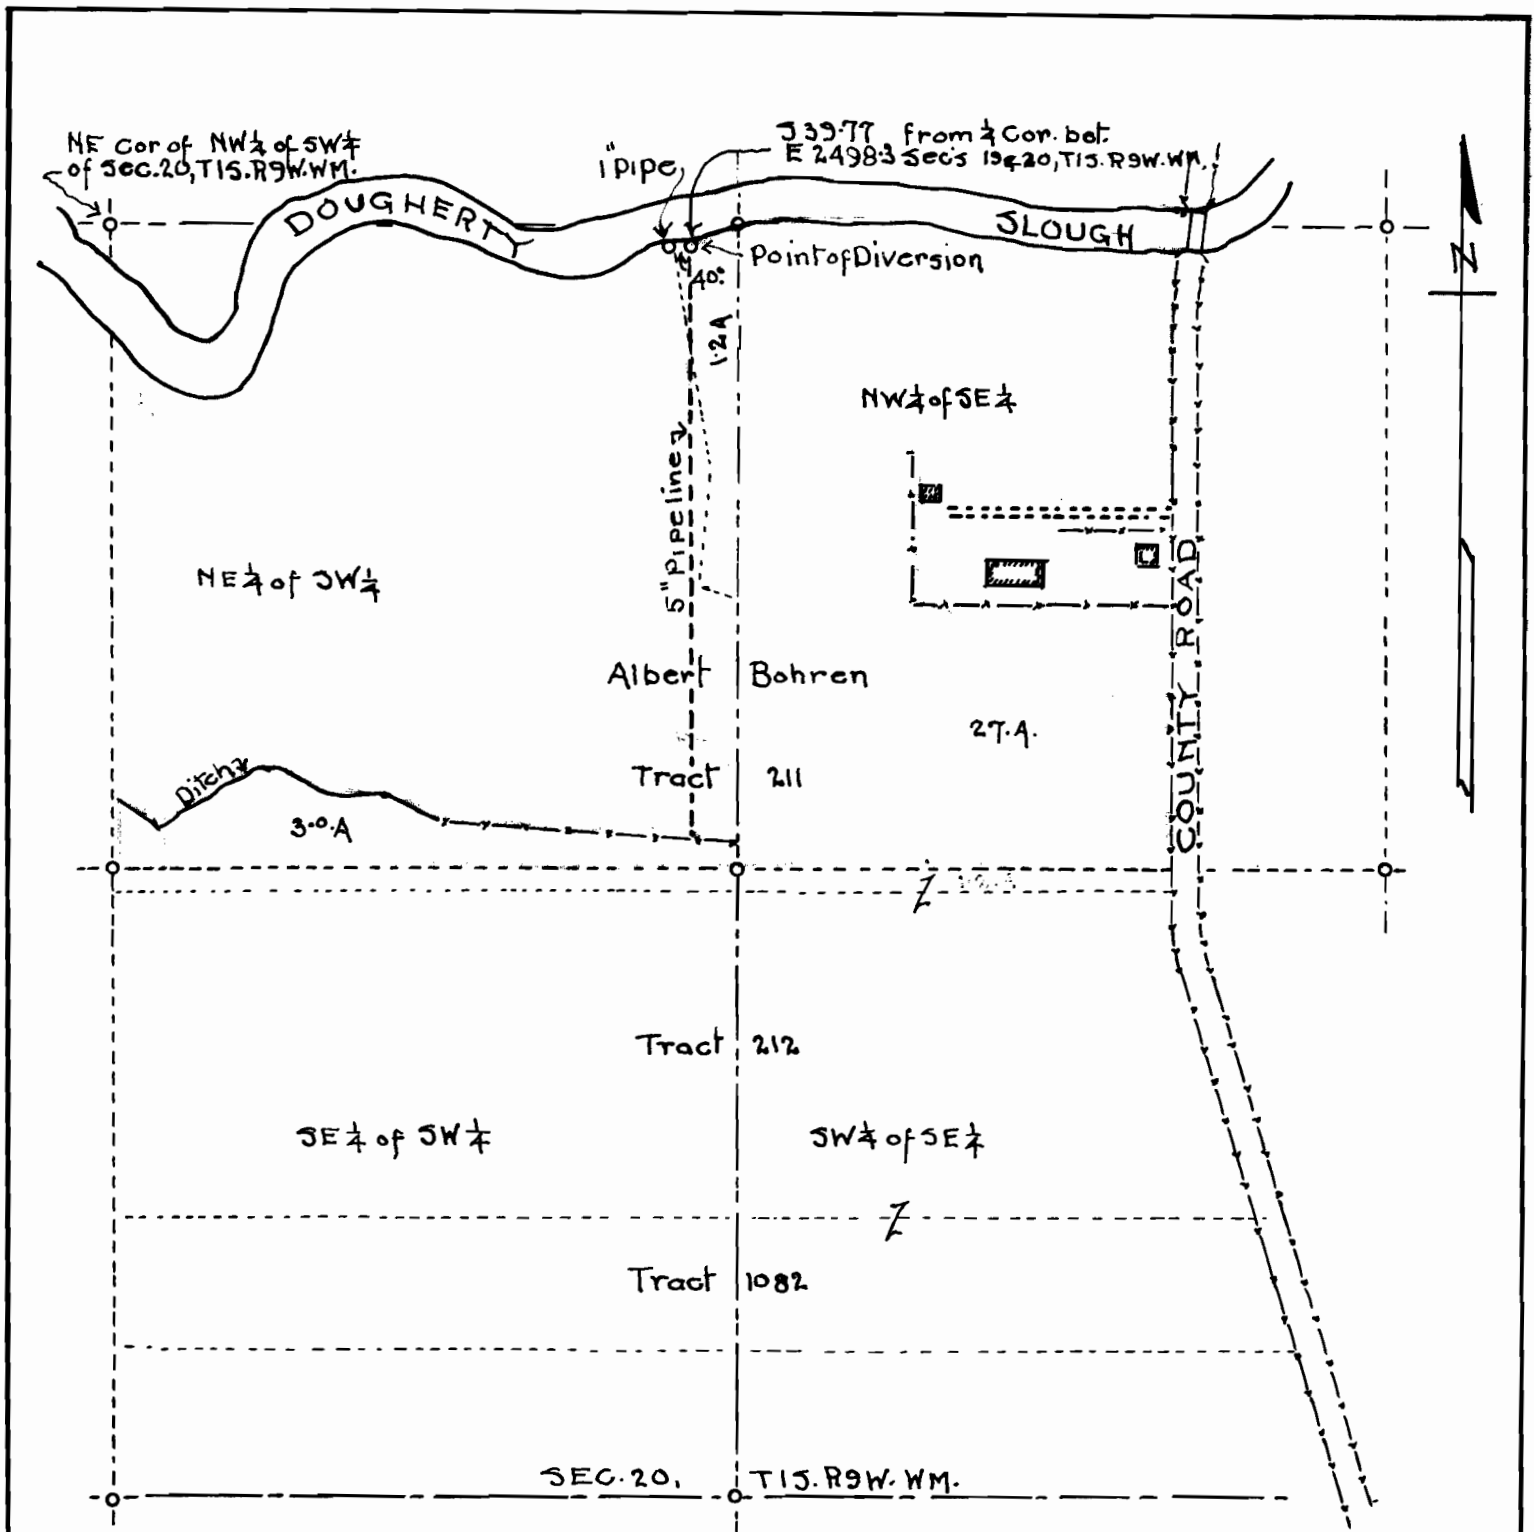 NE Cor of NW¼ of SW¼
of Sec.20, T1S. R9W. WM.
1" pipe
S 39.77 from ¼ Cor. bet.
E 2498.3 Sec's 19 & 20, T1S. R9W. WM.
DOUGHERTY SLOUGH
Point of Diversion
40°
1.2A
N
NW¼ of SE¼
5" Pipeline
NE¼ of SW¼
COUNTY ROAD
Albert Bohren
27.A.
Tract 211
Ditch
3.0.A
Tract 212
SE¼ of SW¼
SW¼ of SE¼
Tract 1082
SEC. 20, T1S. R9W. WM.